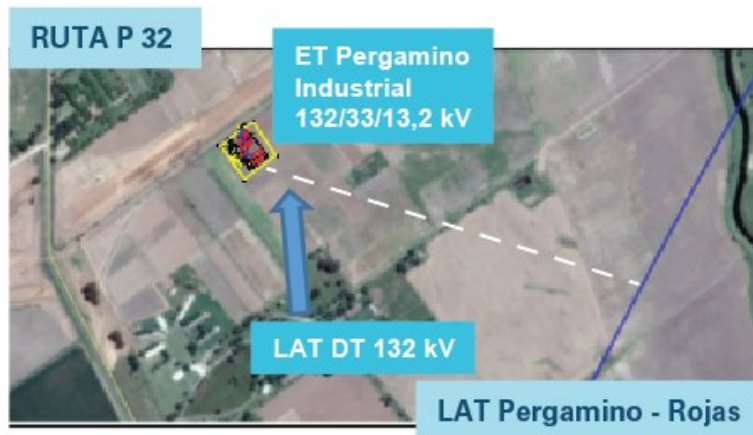 RUTA P 32
ET Pergamino
Industrial
132/33/13,2 kV
LAT DT 132 kV
LAT Pergamino - Rojas